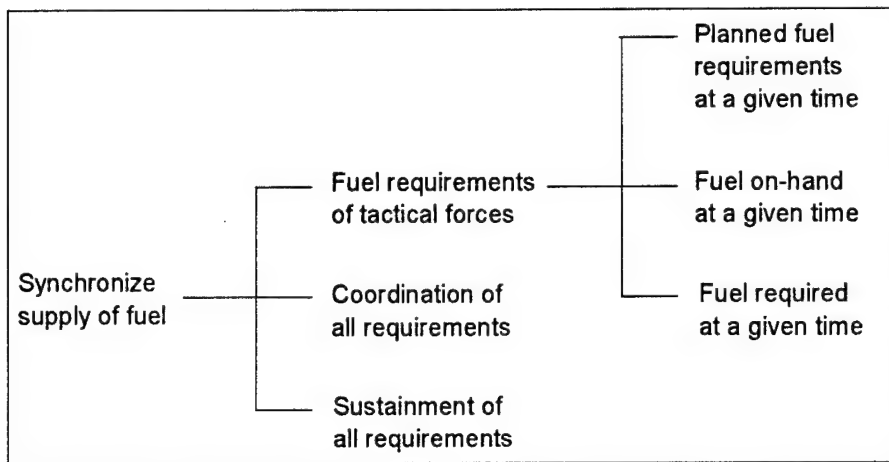 Synchronize
supply of fuel
Fuel requirements
of tactical forces
Coordination of
all requirements
Sustainment of
all requirements
Planned fuel
requirements
at a given time
Fuel on-hand
at a given time
Fuel required
at a given time